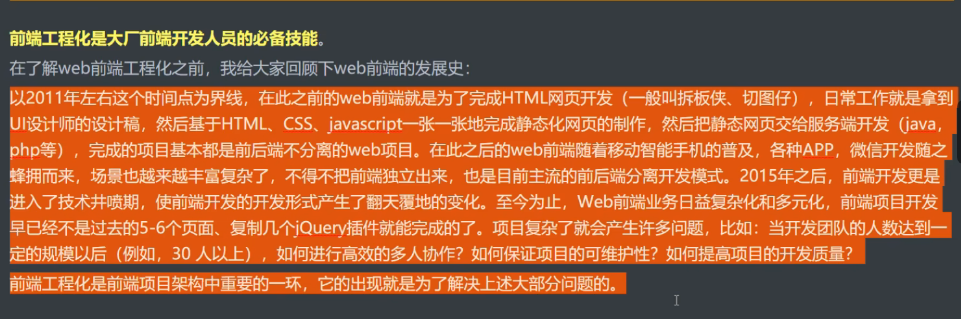 前端工程化是大厂前端开发人员的必备技能。
在了解web前端工程化之前，我给大家回顾下web前端的发展史：
以2011年左右这个时间点为界线，在此之前的web前端就是为了完成HTML网页开发（一般叫拆板侠、切图仔），日常工作就是拿到
UI设计师的设计稿，然后基于HTML、CSS、javascript一张一张地完成静态化网页的制作，然后把静态网页交给服务端开发（java，
php等），完成的项目基本都是前后端不分离的web项目。在此之后的web前端随着移动智能手机的普及，各种APP，微信开发随之
蜂拥而来，场景也越来越丰富复杂了，不得不把前端独立出来，也是目前主流的前后端分离开发模式。2015年之后，前端开发更是
进入了技术井喷期，使前端开发的开发形式产生了翻天覆地的变化。至今为止，Web前端业务日益复杂化和多元化，前端项目开发
早已经不是过去的5-6个页面、复制几个jQuery插件就能完成的了。项目复杂了就会产生许多问题，比如：当开发团队的人数达到一
定的规模以后（例如，30 人以上），如何进行高效的多人协作？如何保证项目的可维护性？如何提高项目的开发质量？
前端工程化是前端项目架构中重要的一环，它的出现就是为了解决上述大部分问题的。